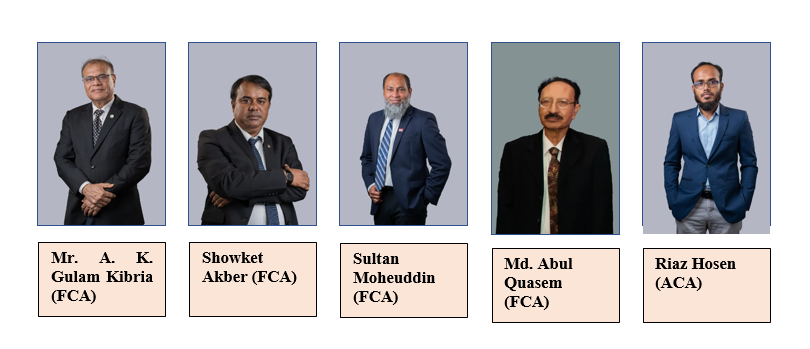 Mr. A. K.
Gulam Kibria
(FCA)
Showket
Akber (FCA)
Sultan
Moheuddin
(FCA)
Md. Abul
Quasem
(FCA)
Riaz Hosen
(ACA)